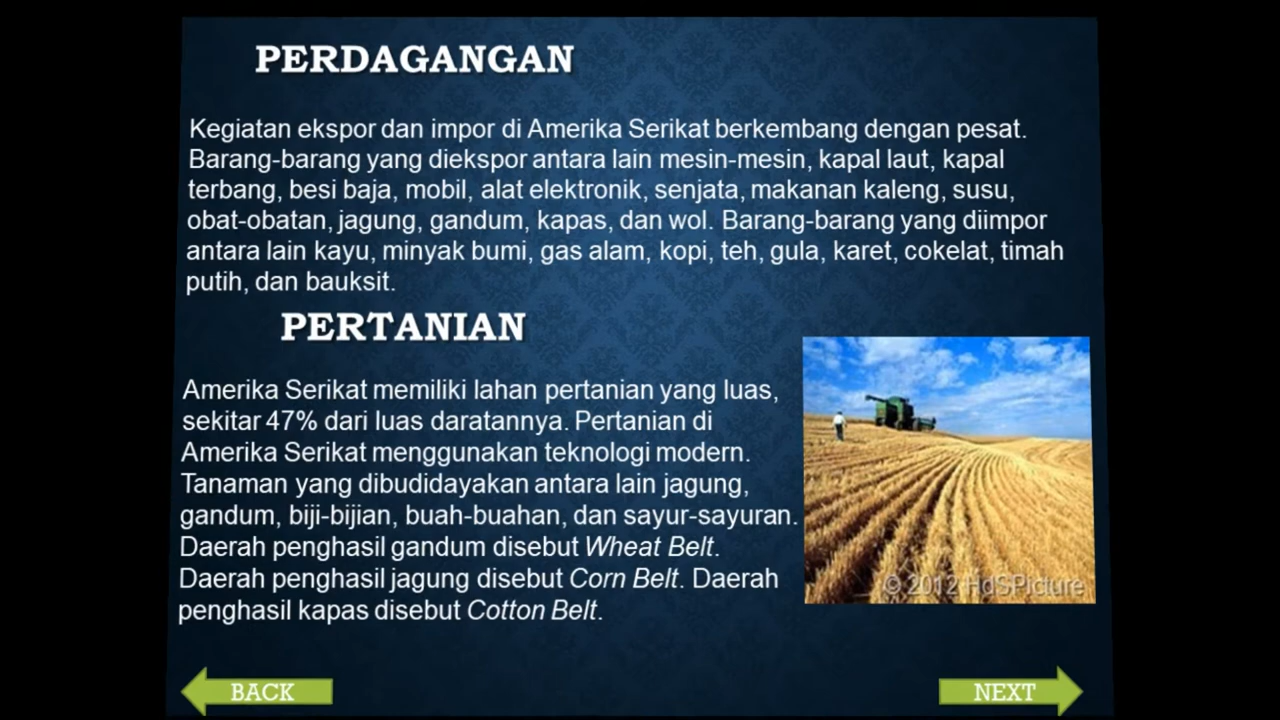 PERDAGANGAN
Kegiatan ekspor dan impor di Amerika Serikat berkembang dengan pesat.
Barang-barang yang diekspor antara lain mesin-mesin, kapal laut, kapal
terbang, besi baja, mobil, alat elektronik, senjata, makanan kaleng, susu,
obat-obatan, jagung, gandum, kapas, dan wol. Barang-barang yang diimpor
antara lain kayu, minyak bumi, gas alam, kopi, teh, gula, karet, cokelat, timah
putih, dan bauksit.
PERTANIAN
Amerika Serikat memiliki lahan pertanian yang luas,
sekitar 47% dari luas daratannya. Pertanian di
Amerika Serikat menggunakan teknologi modern.
Tanaman yang dibudidayakan antara lain jagung,
gandum, biji-bijian, buah-buahan, dan sayur-sayuran.
Daerah penghasil gandum disebut Wheat Belt.
Daerah penghasil jagung disebut Corn Belt. Daerah
penghasil kapas disebut Cotton Belt.
© 2012 HdSPicture
BACK
NEXT